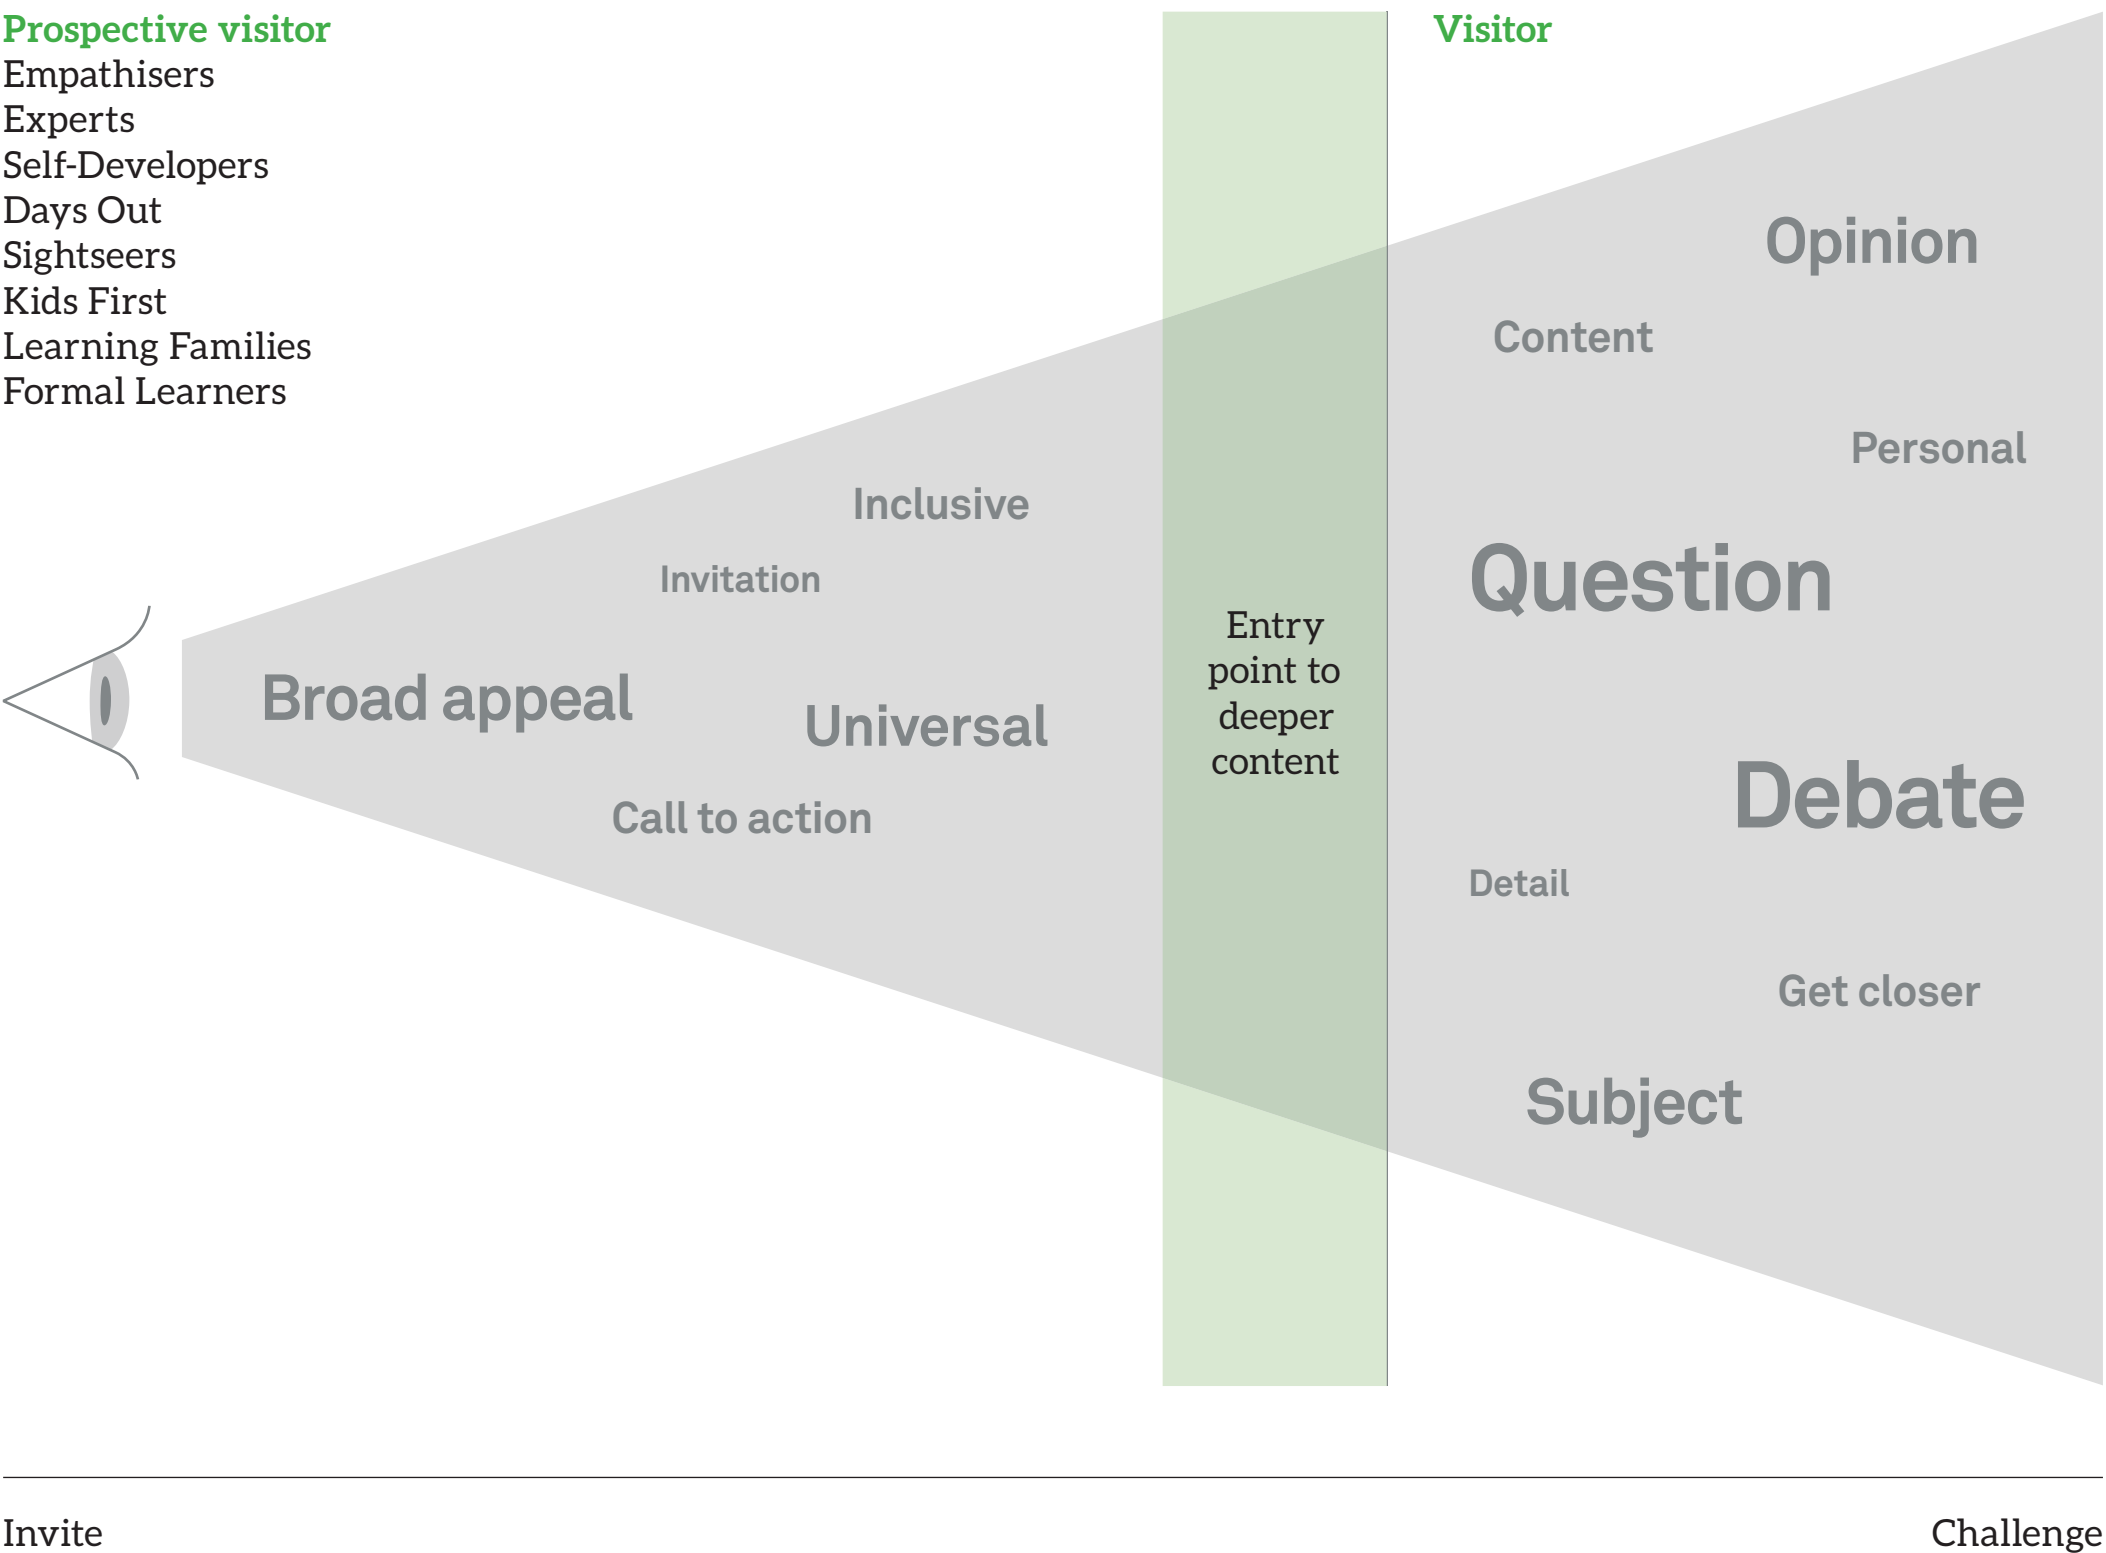 Prospective visitor
Empathisers
Experts
Self-Developers
Days Out
Sightseers
Kids First
Learning Families
Formal Learners
Visitor
Opinion
Content
Personal
Inclusive
Invitation
Question
Broad appeal
Universal
Call to action
Entry
point to
deeper
content
Debate
Detail
Get closer
Subject
Invite
Challenge